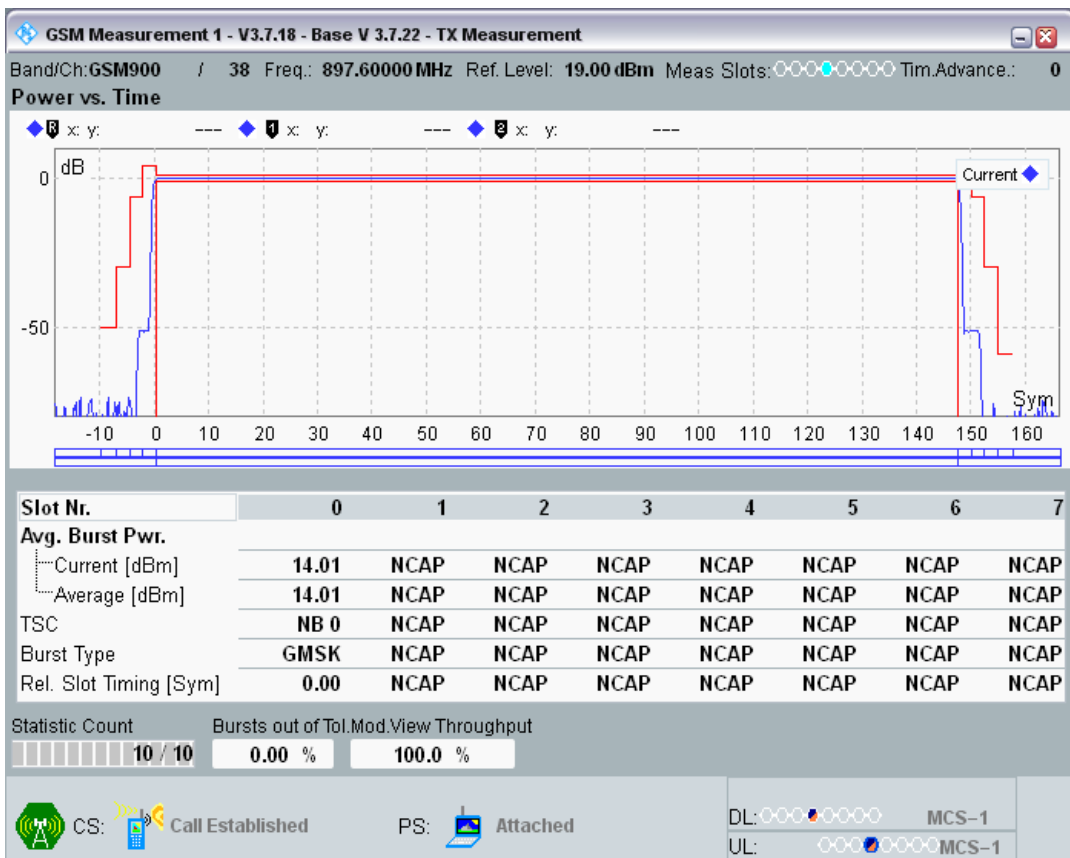 GSM Measurement 1 - V3.7.18 - Base V 3.7.22 - TX Measurement
Band/Ch:GSM900 / 38 Freq.: 897.60000 MHz Ref. Level: 19.00 dBm Meas Slots: Tim.Advance.: 0
Power vs. Time
R x: y: --- 1 x: y: --- 2 x: y: ---
dB
Current
0
-50
Sym
-10 0 10 20 30 40 50 60 70 80 90 100 110 120 130 140 150 160
Slot Nr. 0 1 2 3 4 5 6 7
Avg. Burst Pwr.
Current [dBm] 14.01 NCAP NCAP NCAP NCAP NCAP NCAP NCAP
Average [dBm] 14.01 NCAP NCAP NCAP NCAP NCAP NCAP NCAP
TSC NB 0 NCAP NCAP NCAP NCAP NCAP NCAP NCAP
Burst Type GMSK NCAP NCAP NCAP NCAP NCAP NCAP NCAP
Rel. Slot Timing [Sym] 0.00 NCAP NCAP NCAP NCAP NCAP NCAP NCAP
Statistic Count Bursts out of Tol.Mod.View Throughput
10 / 10 0.00 % 100.0 %
CS: Call Established PS: Attached
DL: MCS-1
UL: MCS-1